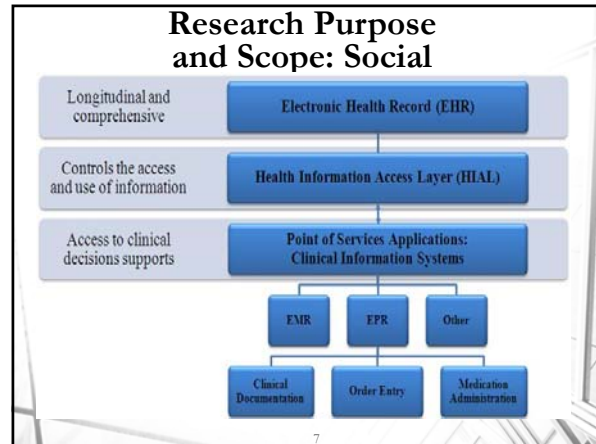 Research Purpose
and Scope: Social
Longitudinal and
comprehensive
Electronic Health Record (EHR)
Controls the access
and use of information
Health Information Access Layer (HIAL)
Access to clinical
decisions supports
Point of Services Applications:
Clinical Information Systems
EMR
EPR
Other
Clinical
Documentation
Order Entry
Medication
Administration
7